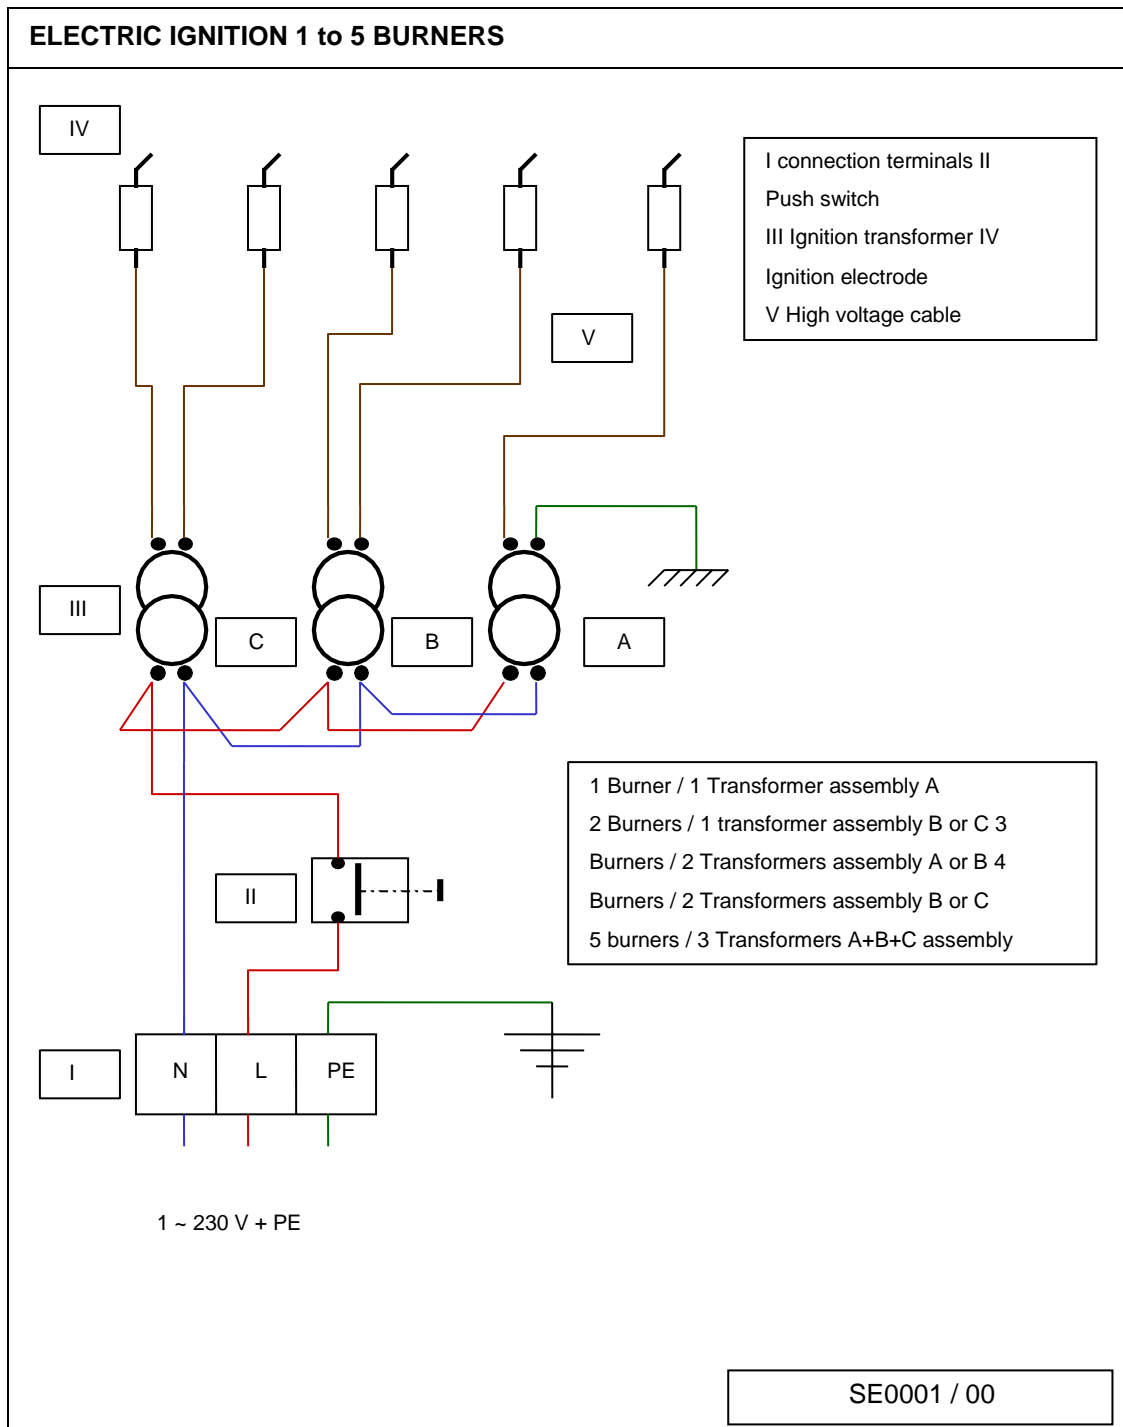 ELECTRIC IGNITION 1 to 5 BURNERS
IV
I connection terminals II
Push switch
III Ignition transformer IV
Ignition electrode
V High voltage cable
V
III
C
B
A
1 Burner / 1 Transformer assembly A
2 Burners / 1 transformer assembly B or C 3
Burners / 2 Transformers assembly A or B 4
Burners / 2 Transformers assembly B or C
5 burners / 3 Transformers A+B+C assembly
II
I
N
L
PE
1 ~ 230 V + PE
SE0001 / 00